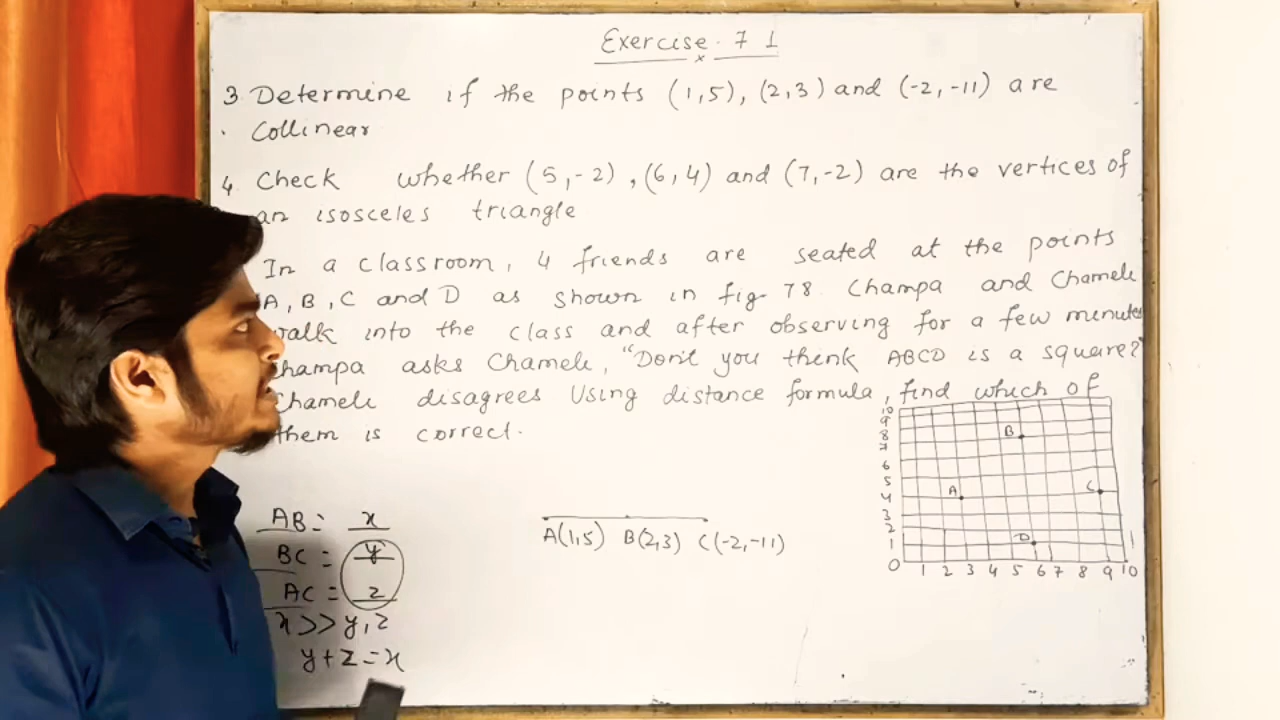 Exercise 7 1
x
3 Determine if the points (1,5), (2,3) and (-2,-11) are
Collinear
4. Check whether (5,-2), (6,4) and (7,-2) are the vertices of
an isosceles triangle
In a classroom, 4 friends are seated at the points
A, B, C and D as shown in fig 78. Champa and Chameli
walk into the class and after observing for a few minutes
Champa asks Chameli, "Don't you think ABCD is a square?"
Chameli disagrees Using distance formula, find which of
them is correct.
AB = x
BC = y
AC = z
x >> y, z
y + z = x
A(1,5) B(2,3) C(-2,-11)
10
9
8
7
6
5
4
3
2
1
0 1 2 3 4 5 6 7 8 9 10
B
A C
D